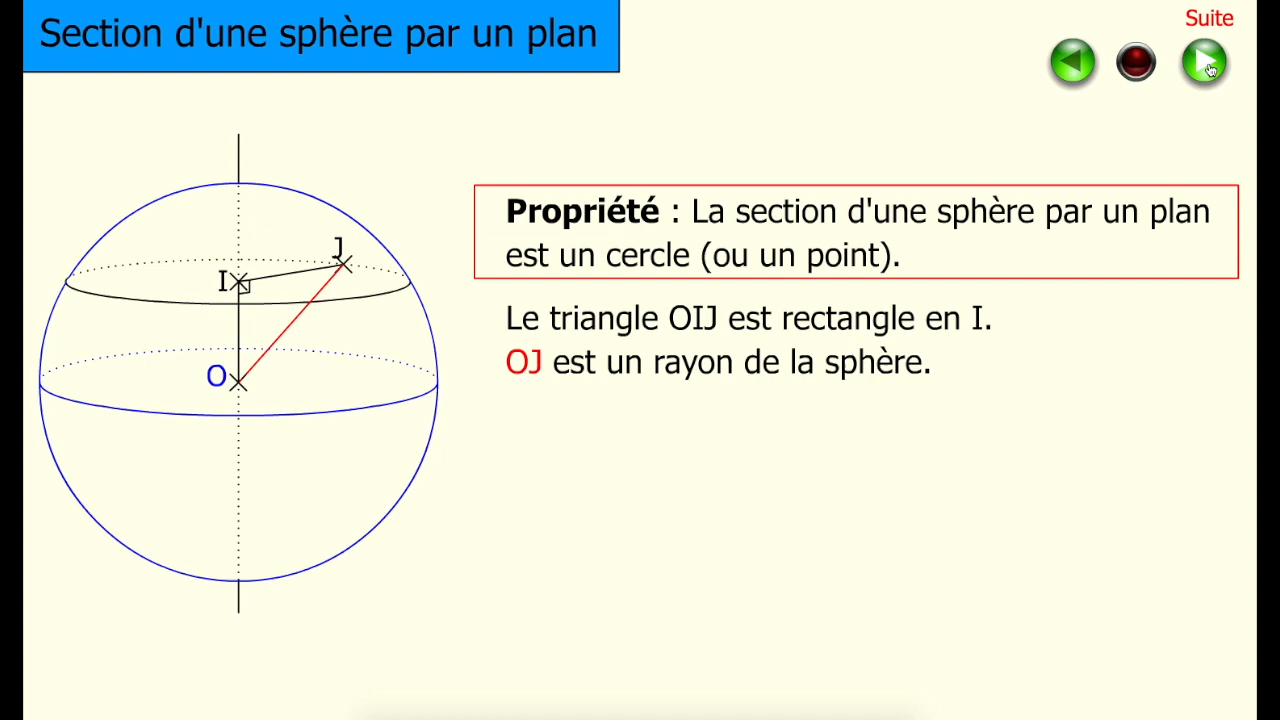 Section d'une sphère par un plan
Suite
Propriété : La section d'une sphère par un plan
est un cercle (ou un point).
Le triangle OIJ est rectangle en I.
OJ est un rayon de la sphère.
J
I
O